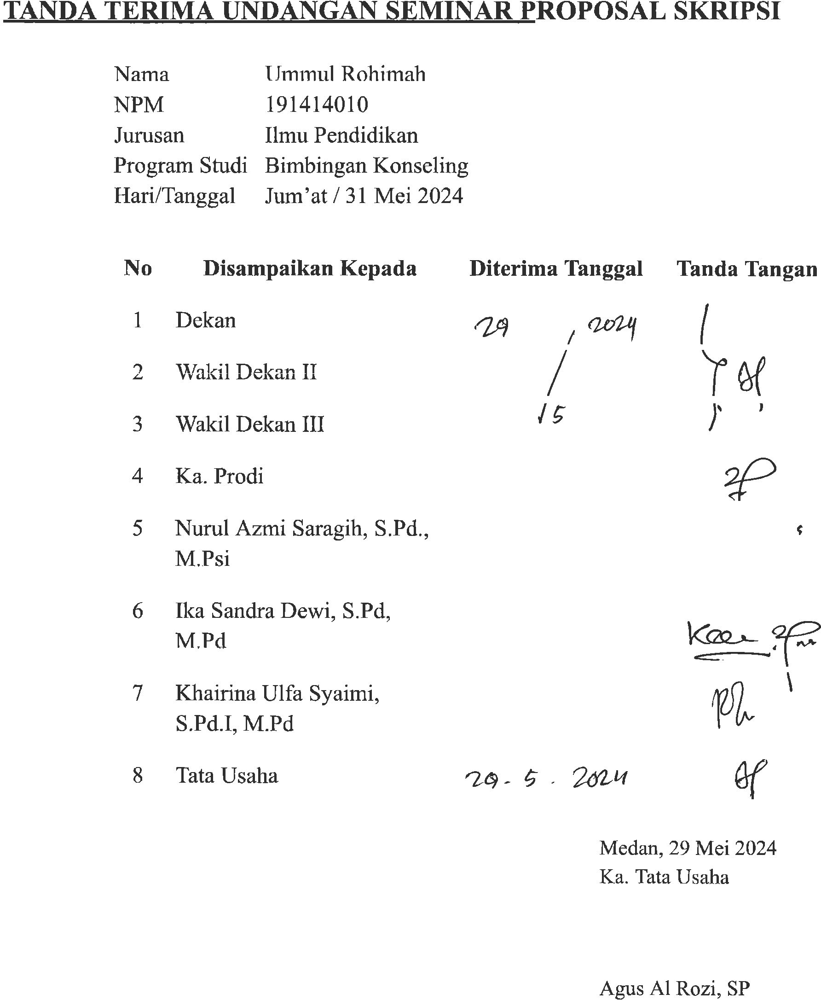 TANDA TERIMA UNDANGAN SEMINAR PROPOSAL SKRIPSI
Nama Ummul Rohimah
NPM 191414010
Jurusan Ilmu Pendidikan
Program Studi Bimbingan Konseling
Hari/Tanggal Jum'at / 31 Mei 2024
No Disampaikan Kepada Diterima Tanggal Tanda Tangan
1 Dekan 29 / 2024
2 Wakil Dekan II
3 Wakil Dekan III 5
4 Ka. Prodi
5 Nurul Azmi Saragih, S.Pd.,
M.Psi
6 Ika Sandra Dewi, S.Pd,
M.Pd
7 Khairina Ulfa Syaimi,
S.Pd.I, M.Pd
8 Tata Usaha 29 - 5 . 2024
Medan, 29 Mei 2024
Ka. Tata Usaha
Agus Al Rozi, SP